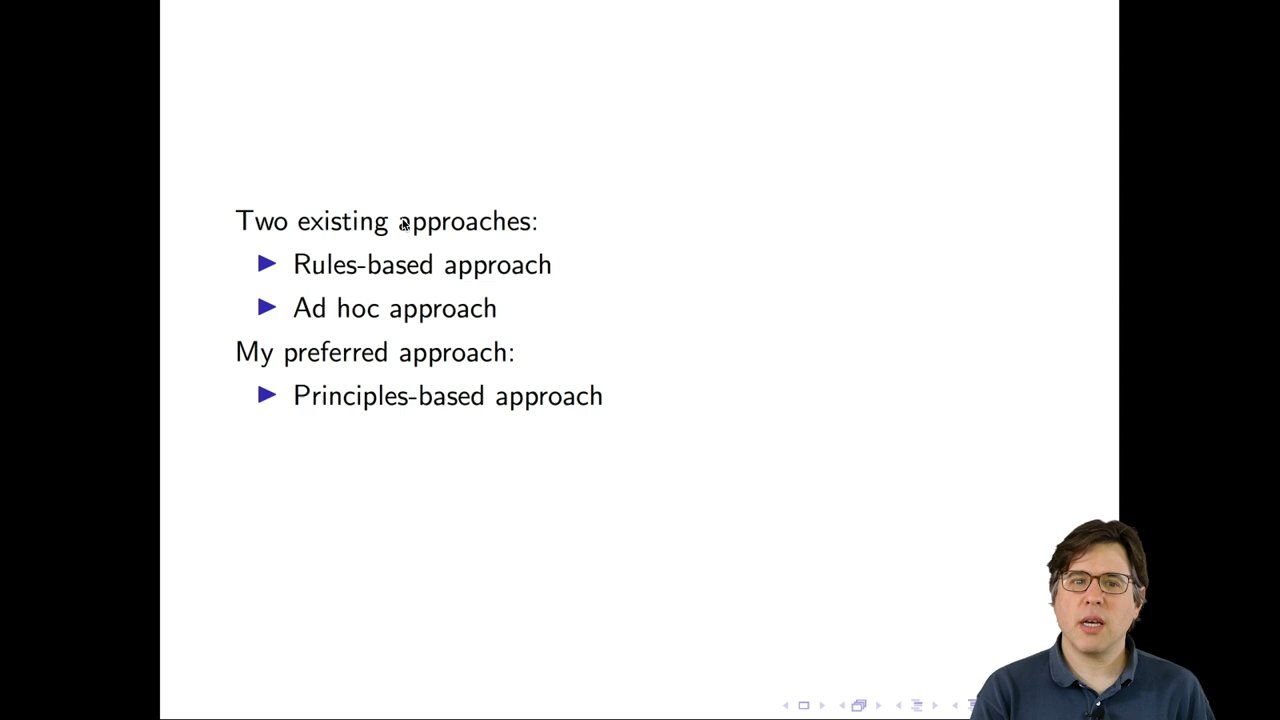 Two existing approaches:
Rules-based approach
Ad hoc approach
My preferred approach:
Principles-based approach